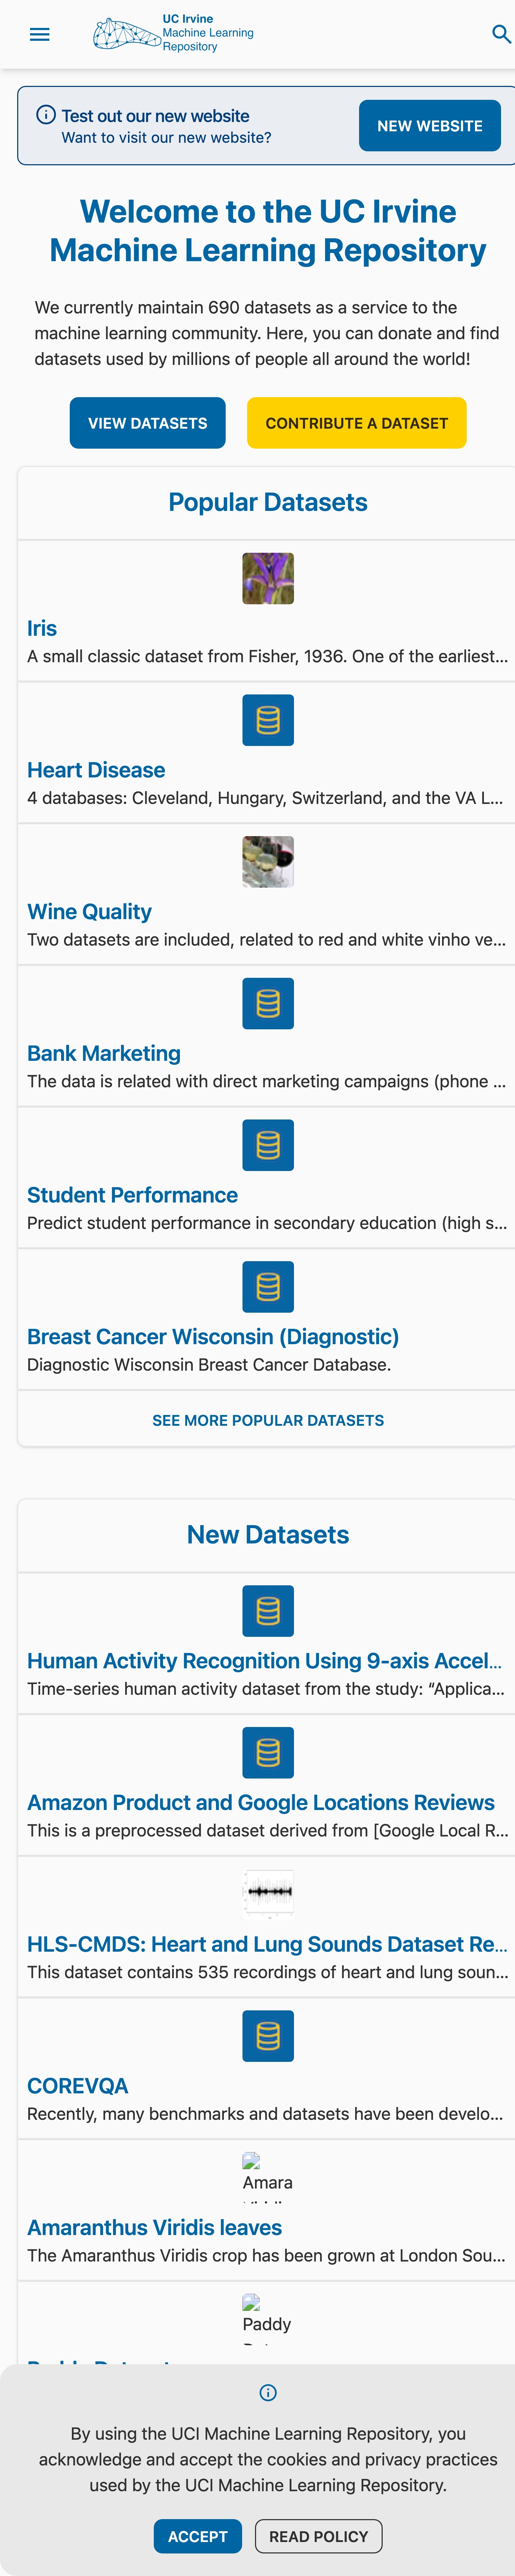 UC Irvine
Machine Learning
Repository
Test out our new website
Want to visit our new website?
NEW WEBSITE
Welcome to the UC Irvine
Machine Learning Repository
We currently maintain 690 datasets as a service to the
machine learning community. Here, you can donate and find
datasets used by millions of people all around the world!
VIEW DATASETS
CONTRIBUTE A DATASET
Popular Datasets
Iris
A small classic dataset from Fisher, 1936. One of the earliest...
Heart Disease
4 databases: Cleveland, Hungary, Switzerland, and the VA L...
Wine Quality
Two datasets are included, related to red and white vinho ve...
Bank Marketing
The data is related with direct marketing campaigns (phone ...
Student Performance
Predict student performance in secondary education (high s...
Breast Cancer Wisconsin (Diagnostic)
Diagnostic Wisconsin Breast Cancer Database.
SEE MORE POPULAR DATASETS
New Datasets
Human Activity Recognition Using 9-axis Accel...
Time-series human activity dataset from the study: “Applica...
Amazon Product and Google Locations Reviews
This is a preprocessed dataset derived from [Google Local R...
HLS-CMDS: Heart and Lung Sounds Dataset Re...
This dataset contains 535 recordings of heart and lung soun...
COREVQA
Recently, many benchmarks and datasets have been develo...
Amara
Amaranthus Viridis leaves
The Amaranthus Viridis crop has been grown at London Sou...
Paddy
By using the UCI Machine Learning Repository, you
acknowledge and accept the cookies and privacy practices
used by the UCI Machine Learning Repository.
ACCEPT
READ POLICY